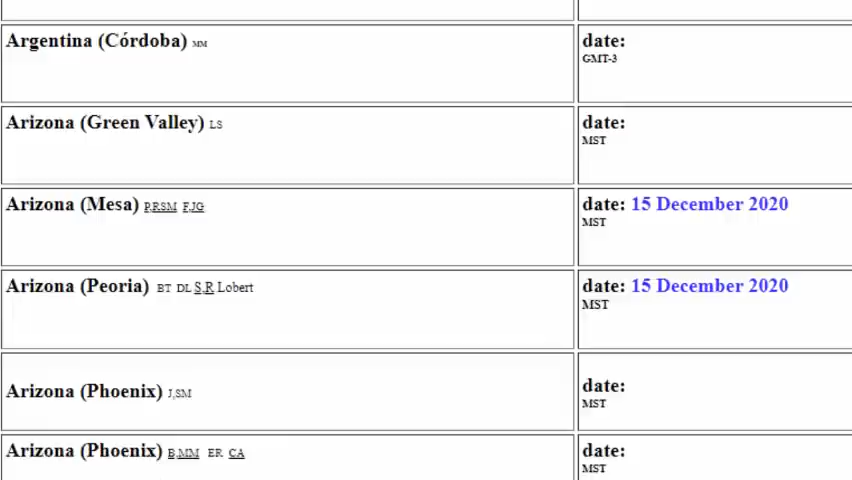 Argentina (Córdoba) MM
date:
GMT-3
Arizona (Green Valley) LS
date:
MST
Arizona (Mesa) P,RSM F,JG
date: 15 December 2020
MST
Arizona (Peoria) BT DL S,R Lobert
date: 15 December 2020
MST
Arizona (Phoenix) J,SM
date:
MST
Arizona (Phoenix) B,MM ER CA
date:
MST